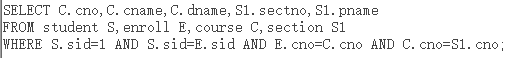 SELECT C.cno,C.cname,C.dname,S1.sectno,S1.pname
FROM student S,enroll E,course C,section S1
WHERE S.sid=1 AND S.sid=E.sid AND E.cno=C.cno AND C.cno=S1.cno;